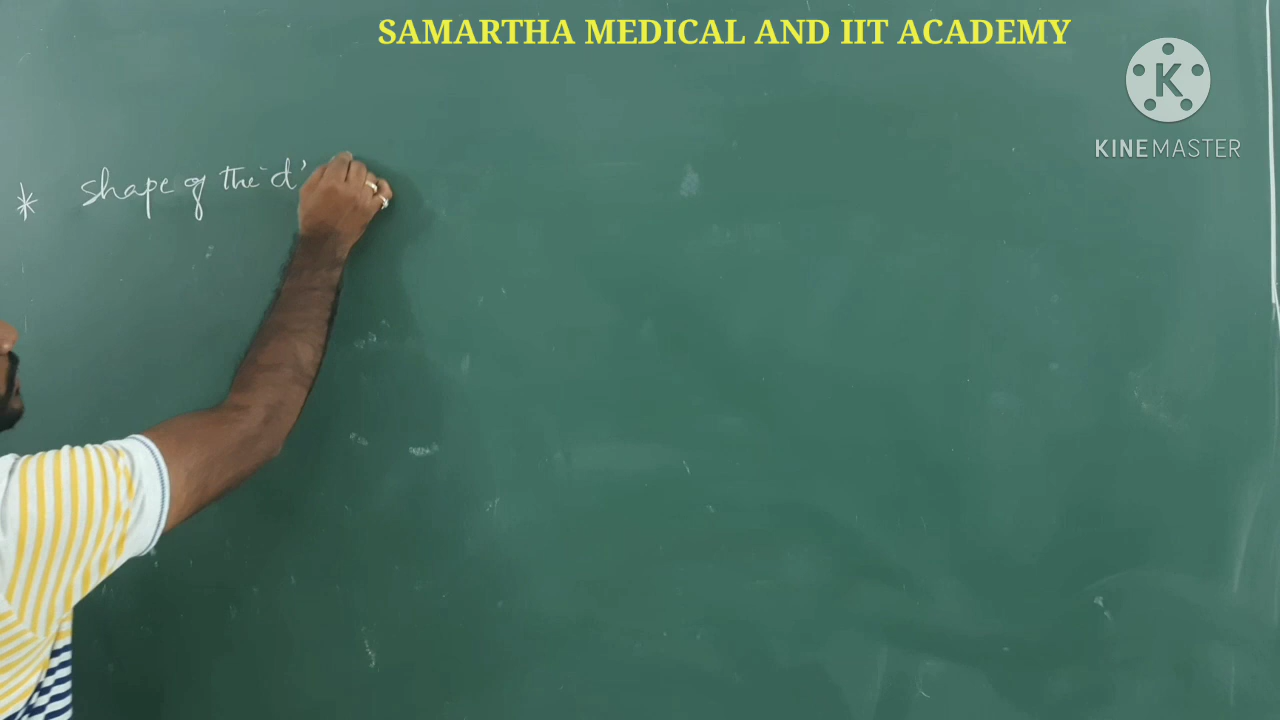 SAMARTHA MEDICAL AND IIT ACADEMY
K
KINEMASTER
* shape of the 'd'